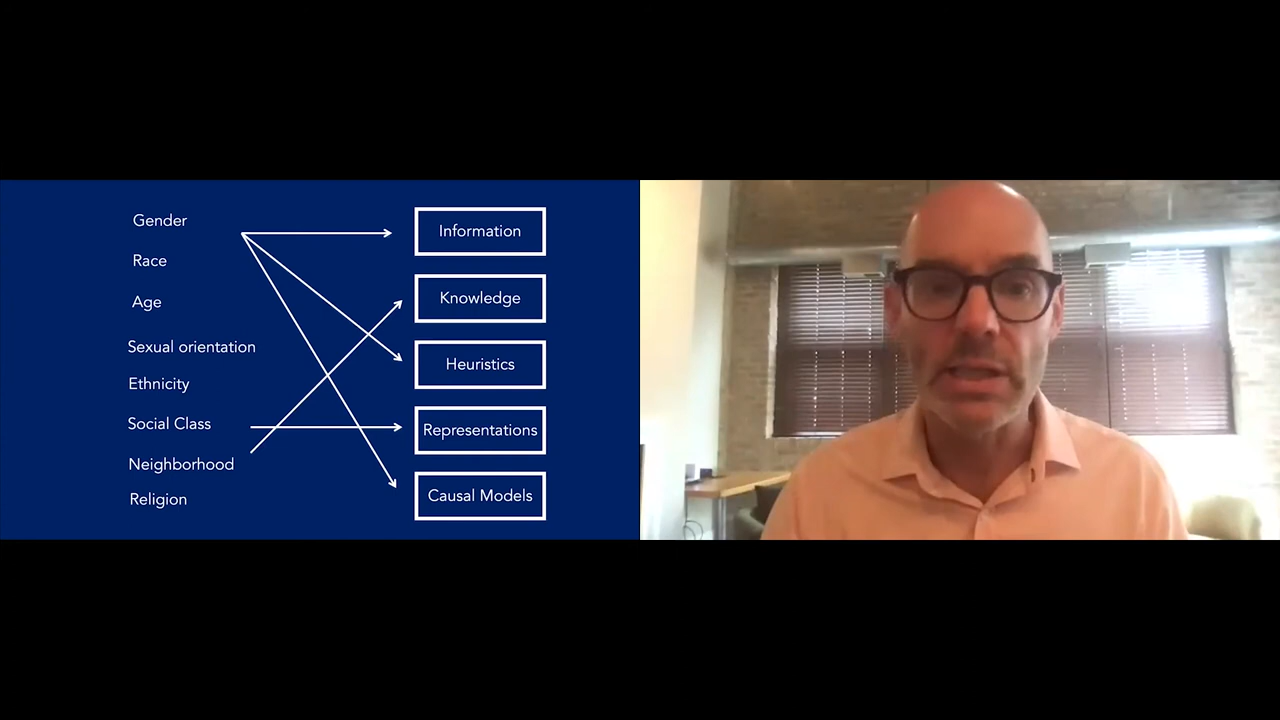 Gender
Race
Age
Sexual orientation
Ethnicity
Social Class
Neighborhood
Religion
Information
Knowledge
Heuristics
Representations
Causal Models